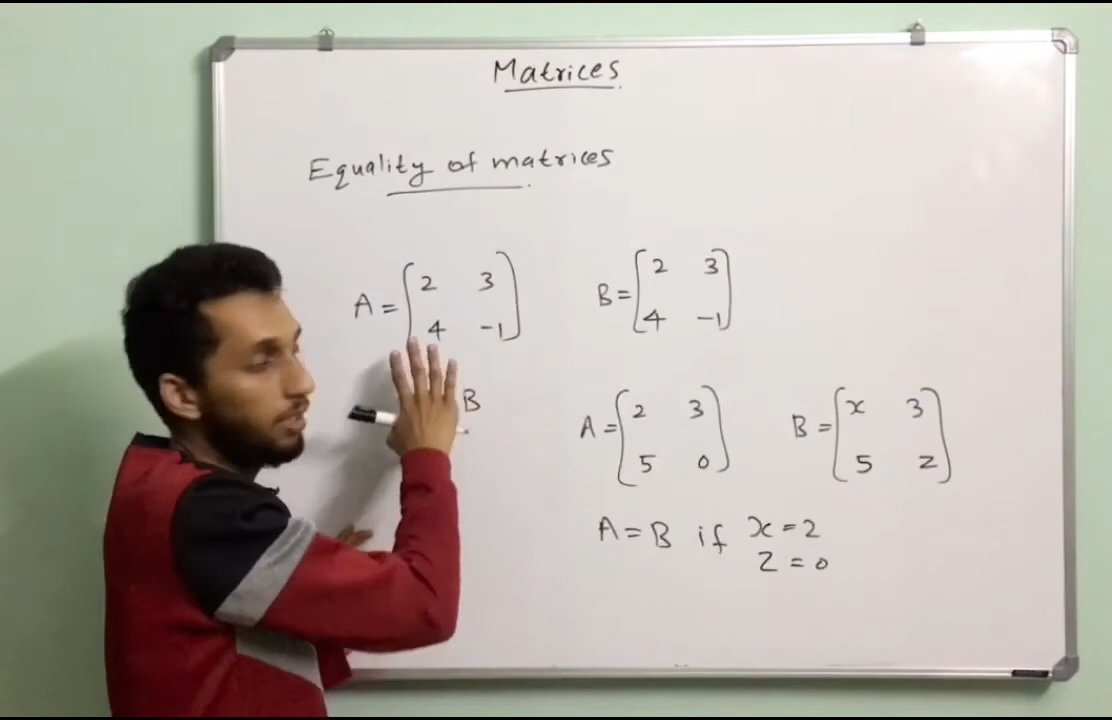 Matrices
Equality of matrices
A = [2 3
4 -1]
B = [2 3
4 -1]
B
A = [2 3
5 0]
B = [x 3
5 z]
A = B if x = 2
z = 0